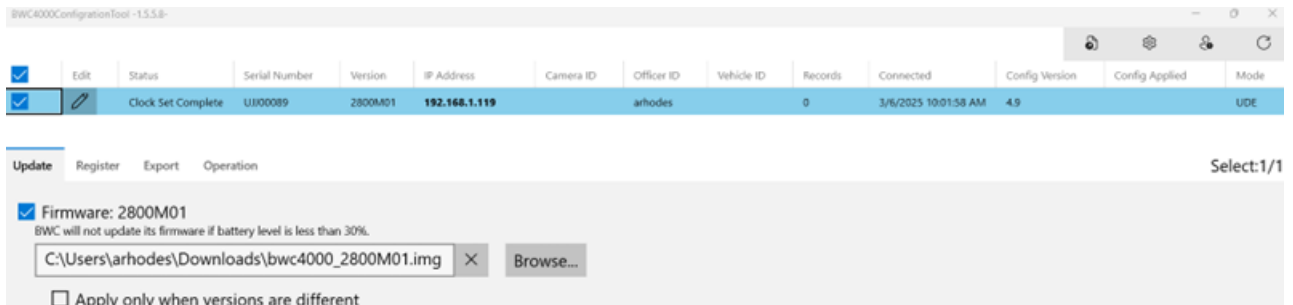 BWC4000ConfigrationTool -1.5.5.8-
Edit Status Serial Number Version IP Address Camera ID Officer ID Vehicle ID Records Connected Config Version Config Applied Mode
Clock Set Complete UJJ00089 2800M01 192.168.1.119 arhodes 0 3/6/2025 10:01:58 AM 4.9 UDE
Update Register Export Operation Select:1/1
Firmware: 2800M01
BWC will not update its firmware if battery level is less than 30%.
C:\Users\arhodes\Downloads\bwc4000_2800M01.img Browse...
Apply only when versions are different